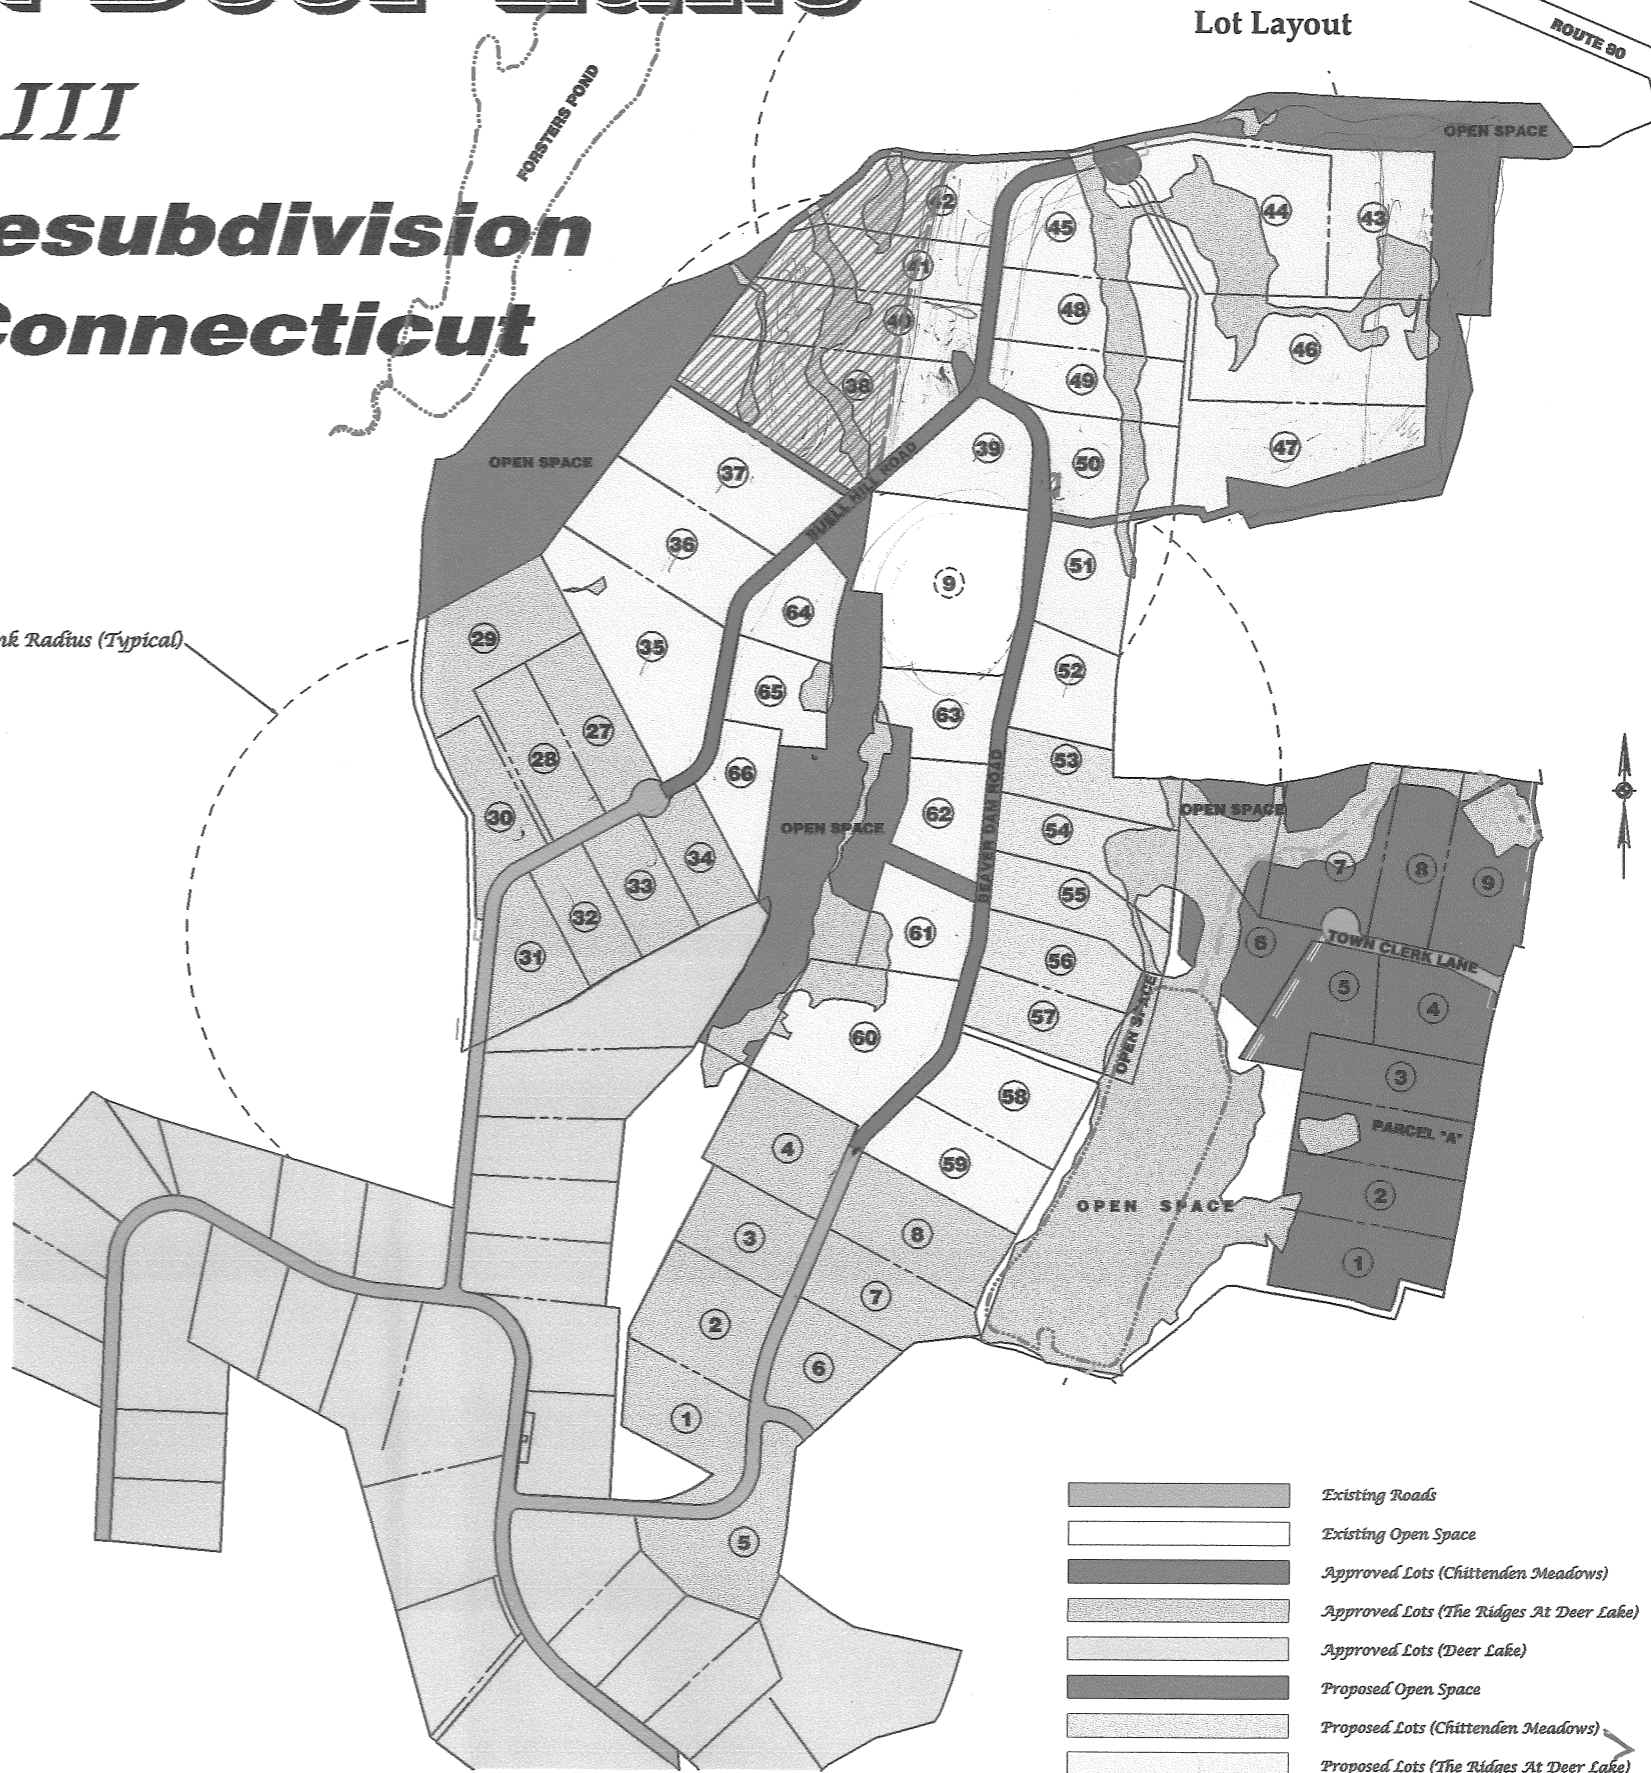 Deer Lake
III
esubdivision
Connecticut
Lot Layout
ROUTE 80
FORSTERS POND
OPEN SPACE
42
45
44
43
41
48
40
46
49
38
39
50
47
OPEN SPACE
37
BUELL HILL ROAD
36
9
51
64
29
35
nk Radius (Typical)
52
65
63
27
28
66
53
30
62
BEAVER DAM ROAD
OPEN SPACE
54
OPEN SPACE
34
33
55
7
8
9
32
61
31
56
6
TOWN CLERK LANE
5
4
57
OPEN SPACE
60
58
3
4
59
PARCEL "A"
3
8
OPEN SPACE
2
7
1
2
6
1
5
Existing Roads
Existing Open Space
Approved Lots (Chittenden Meadows)
Approved Lots (The Ridges At Deer Lake)
Approved Lots (Deer Lake)
Proposed Open Space
Proposed Lots (Chittenden Meadows)
Proposed Lots (The Ridges At Deer Lake)